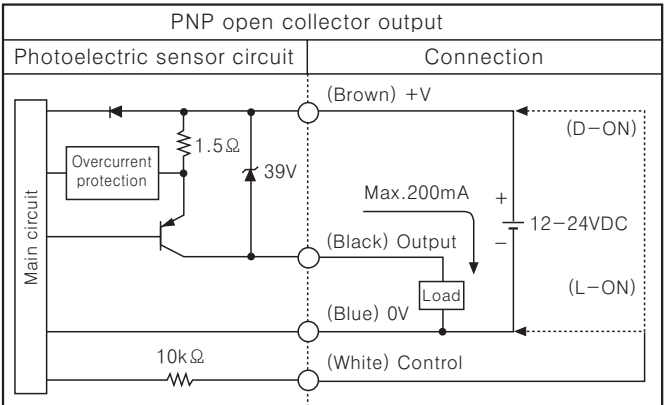 PNP open collector output
Photoelectric sensor circuit
Connection
(Brown) +V
(D-ON)
1.5Ω
Overcurrent
protection
39V
Max.200mA
+
12-24VDC
-
Main circuit
(Black) Output
Load
(L-ON)
(Blue) 0V
10kΩ
(White) Control